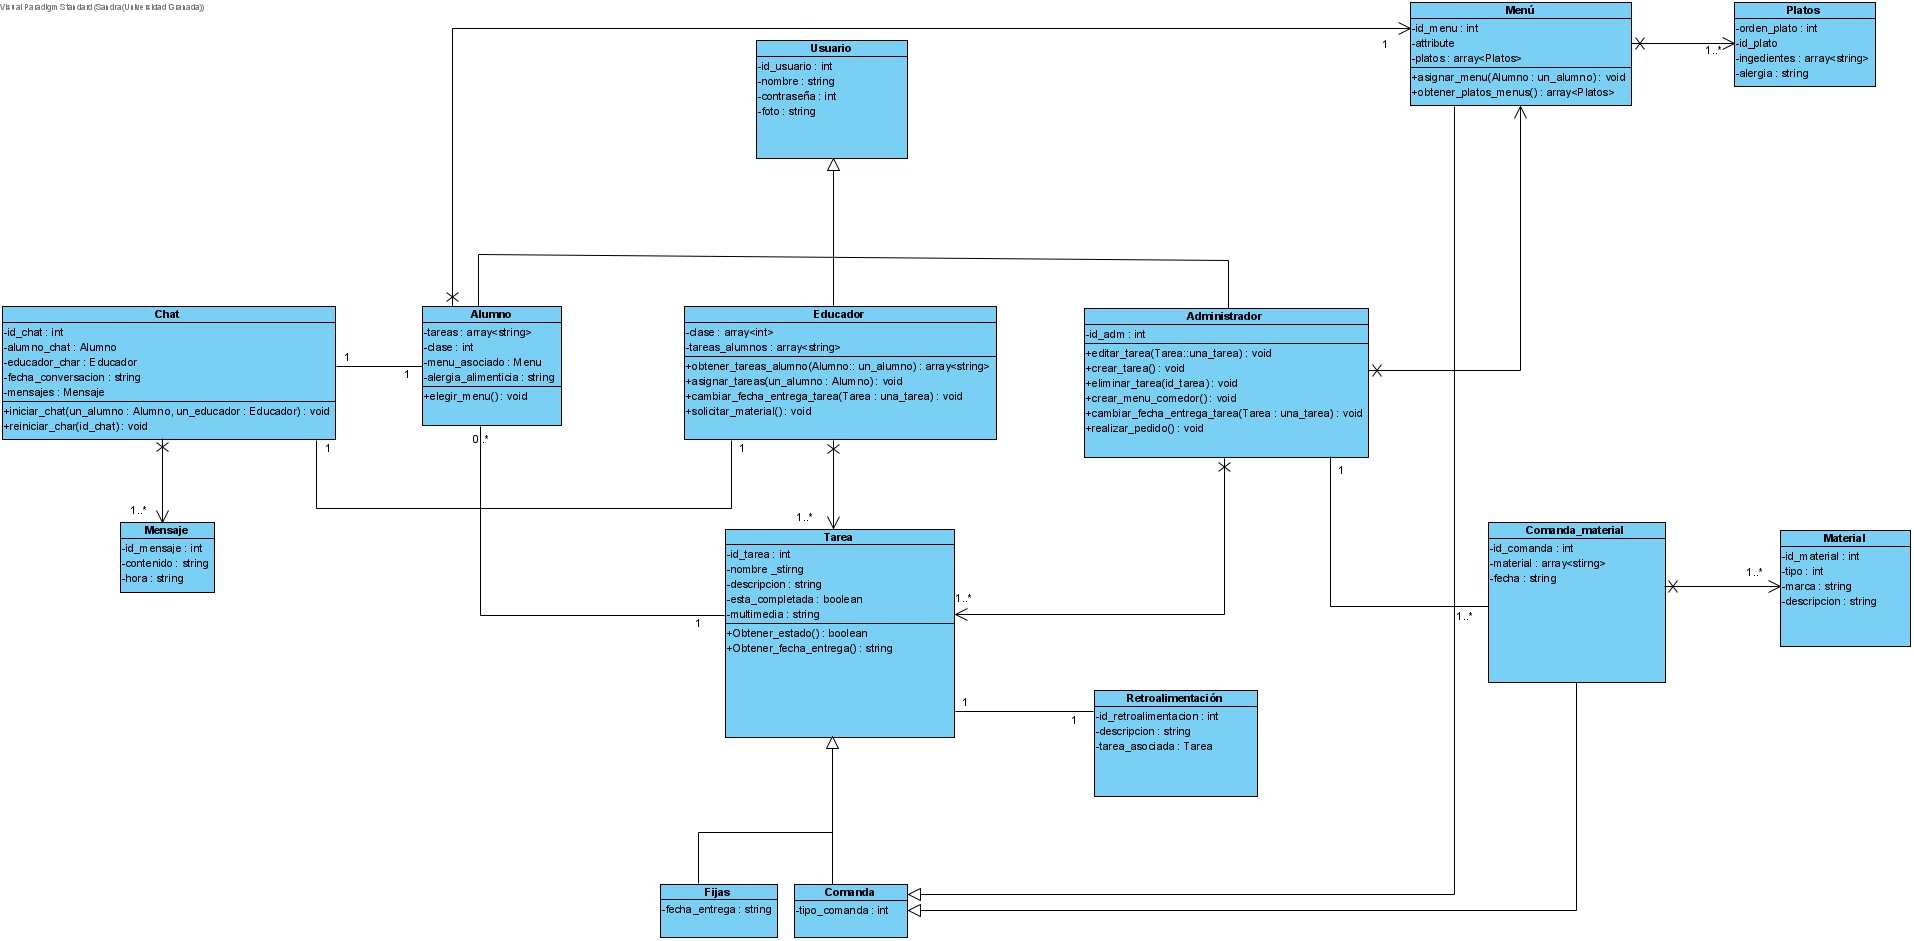 Visual Paradigm Standard(Sandra(Universidad Granada))
Menú
-id_menu : int
-attribute
-platos : array<Platos>
+asignar_menu(Alumno : un_alumno) : void
+obtener_platos_menus() : array<Platos>
1
1..*
Platos
-orden_plato : int
-id_plato
-ingedientes : array<string>
-alergia : string
Usuario
-id_usuario : int
-nombre : string
-contraseña : int
-foto : string
Chat
-id_chat : int
-alumno_chat : Alumno
-educador_char : Educador
-fecha_conversacion : string
-mensajes : Mensaje
+iniciar_chat(un_alumno : Alumno, un_educador : Educador) : void
+reiniciar_char(id_chat) : void
1
1
Alumno
-tareas : array<string>
-clase : int
-menu_asociado : Menu
-alergia_alimenticia : string
+elegir_menu() : void
Educador
-clase : array<int>
-tareas_alumnos : array<string>
+obtener_tareas_alumno(Alumno:: un_alumno) : array<string>
+asignar_tareas(un_alumno : Alumno) : void
+cambiar_fecha_entrega_tarea(Tarea : una_tarea) : void
+solicitar_material() : void
Administrador
-id_adm : int
+editar_tarea(Tarea::una_tarea) : void
+crear_tarea() : void
+eliminar_tarea(id_tarea) : void
+crear_menu_comedor() : void
+cambiar_fecha_entrega_tarea(Tarea : una_tarea) : void
+realizar_pedido() : void
1
0..*
1
1
1..*
1..*
Mensaje
-id_mensaje : int
-contenido : string
-hora : string
Tarea
-id_tarea : int
-nombre _stirng
-descripcion : string
-esta_completada : boolean
-multimedia : string
+Obtener_estado() : boolean
+Obtener_fecha_entrega() : string
1..*
1
1
1
Comanda_material
-id_comanda : int
-material : array<stirng>
-fecha : string
1..*
1..*
Material
-id_material : int
-tipo : int
-marca : string
-descripcion : string
Retroalimentación
-id_retroalimentacion : int
-descripcion : string
-tarea_asociada : Tarea
Fijas
-fecha_entrega : string
Comanda
-tipo_comanda : int